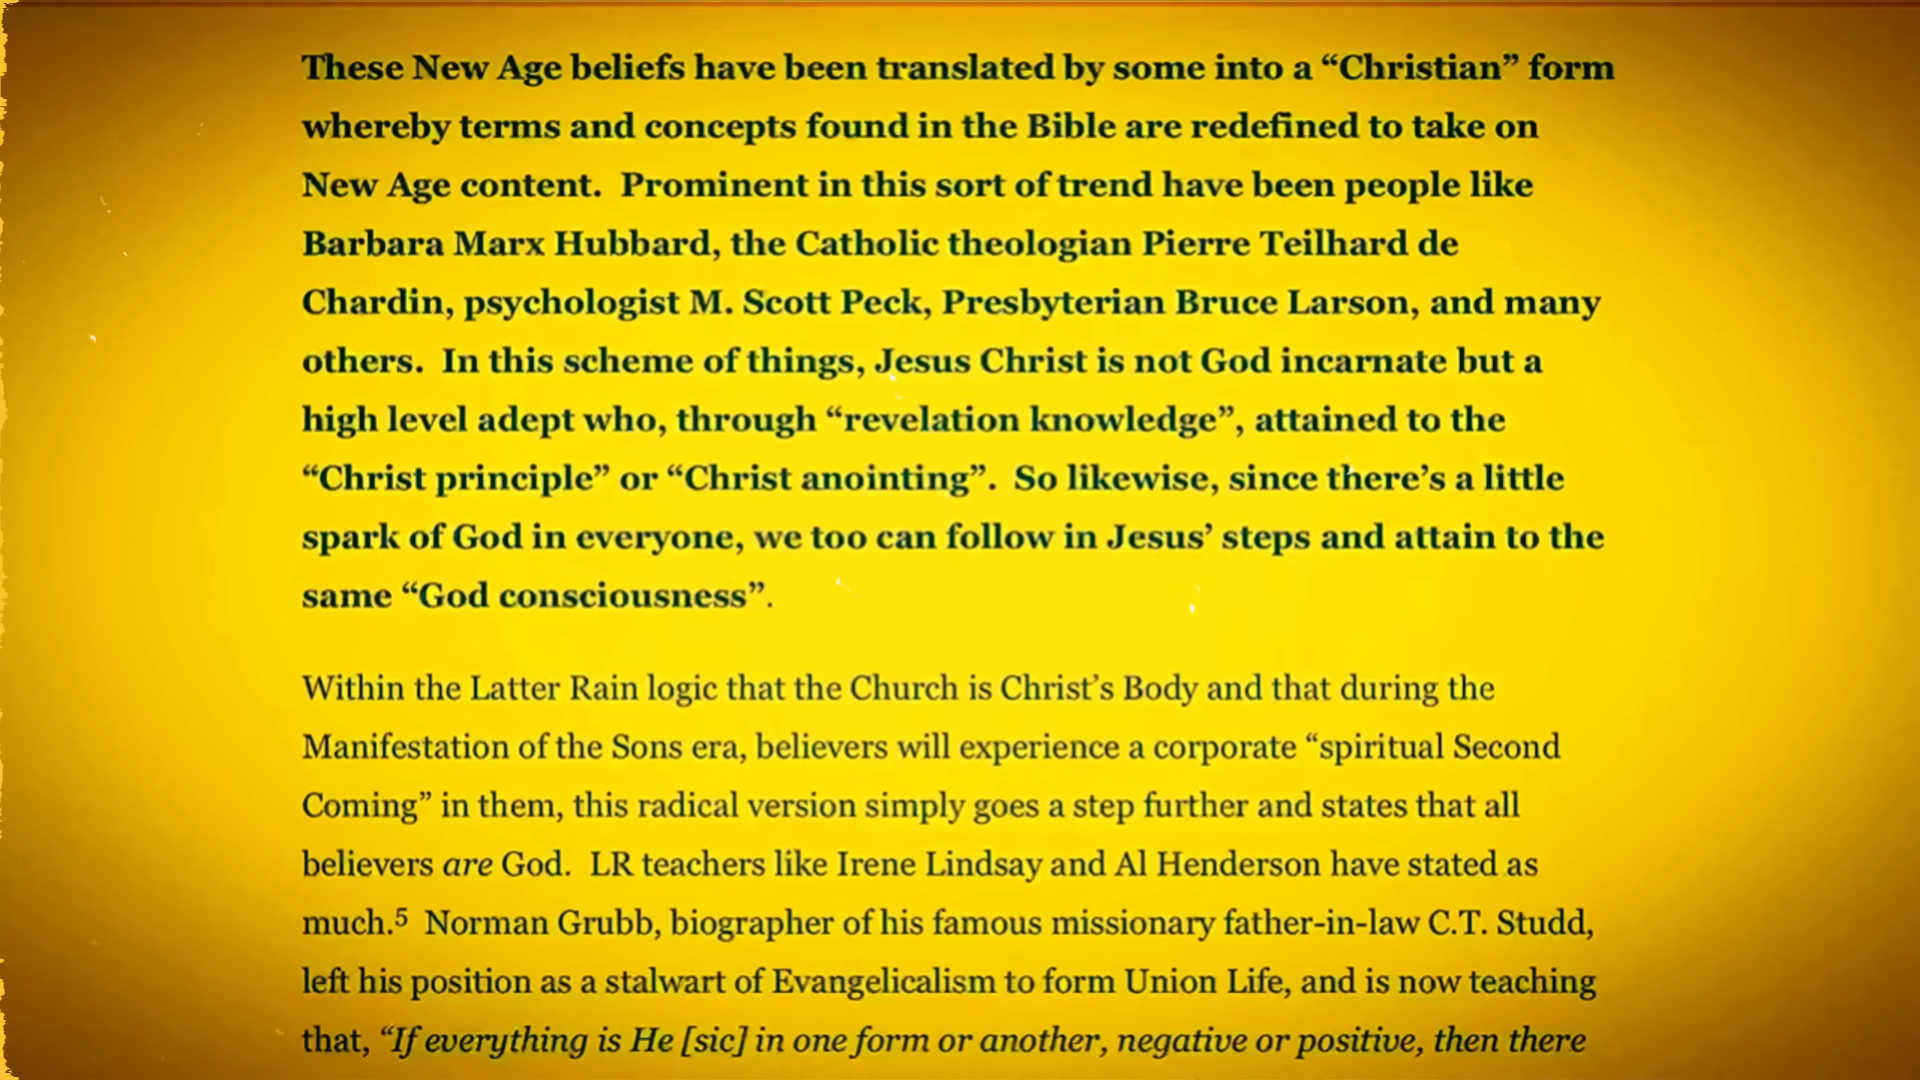 These New Age beliefs have been translated by some into a “Christian” form
whereby terms and concepts found in the Bible are redefined to take on
New Age content.  Prominent in this sort of trend have been people like
Barbara Marx Hubbard, the Catholic theologian Pierre Teilhard de
Chardin, psychologist M. Scott Peck, Presbyterian Bruce Larson, and many
others.  In this scheme of things, Jesus Christ is not God incarnate but a
high level adept who, through “revelation knowledge”, attained to the
“Christ principle” or “Christ anointing”.  So likewise, since there’s a little
spark of God in everyone, we too can follow in Jesus’ steps and attain to the
same “God consciousness”.
Within the Latter Rain logic that the Church is Christ’s Body and that during the
Manifestation of the Sons era, believers will experience a corporate “spiritual Second
Coming” in them, this radical version simply goes a step further and states that all
believers are God.  LR teachers like Irene Lindsay and Al Henderson have stated as
much.5  Norman Grubb, biographer of his famous missionary father-in-law C.T. Studd,
left his position as a stalwart of Evangelicalism to form Union Life, and is now teaching
that, “If everything is He [sic] in one form or another, negative or positive, then there